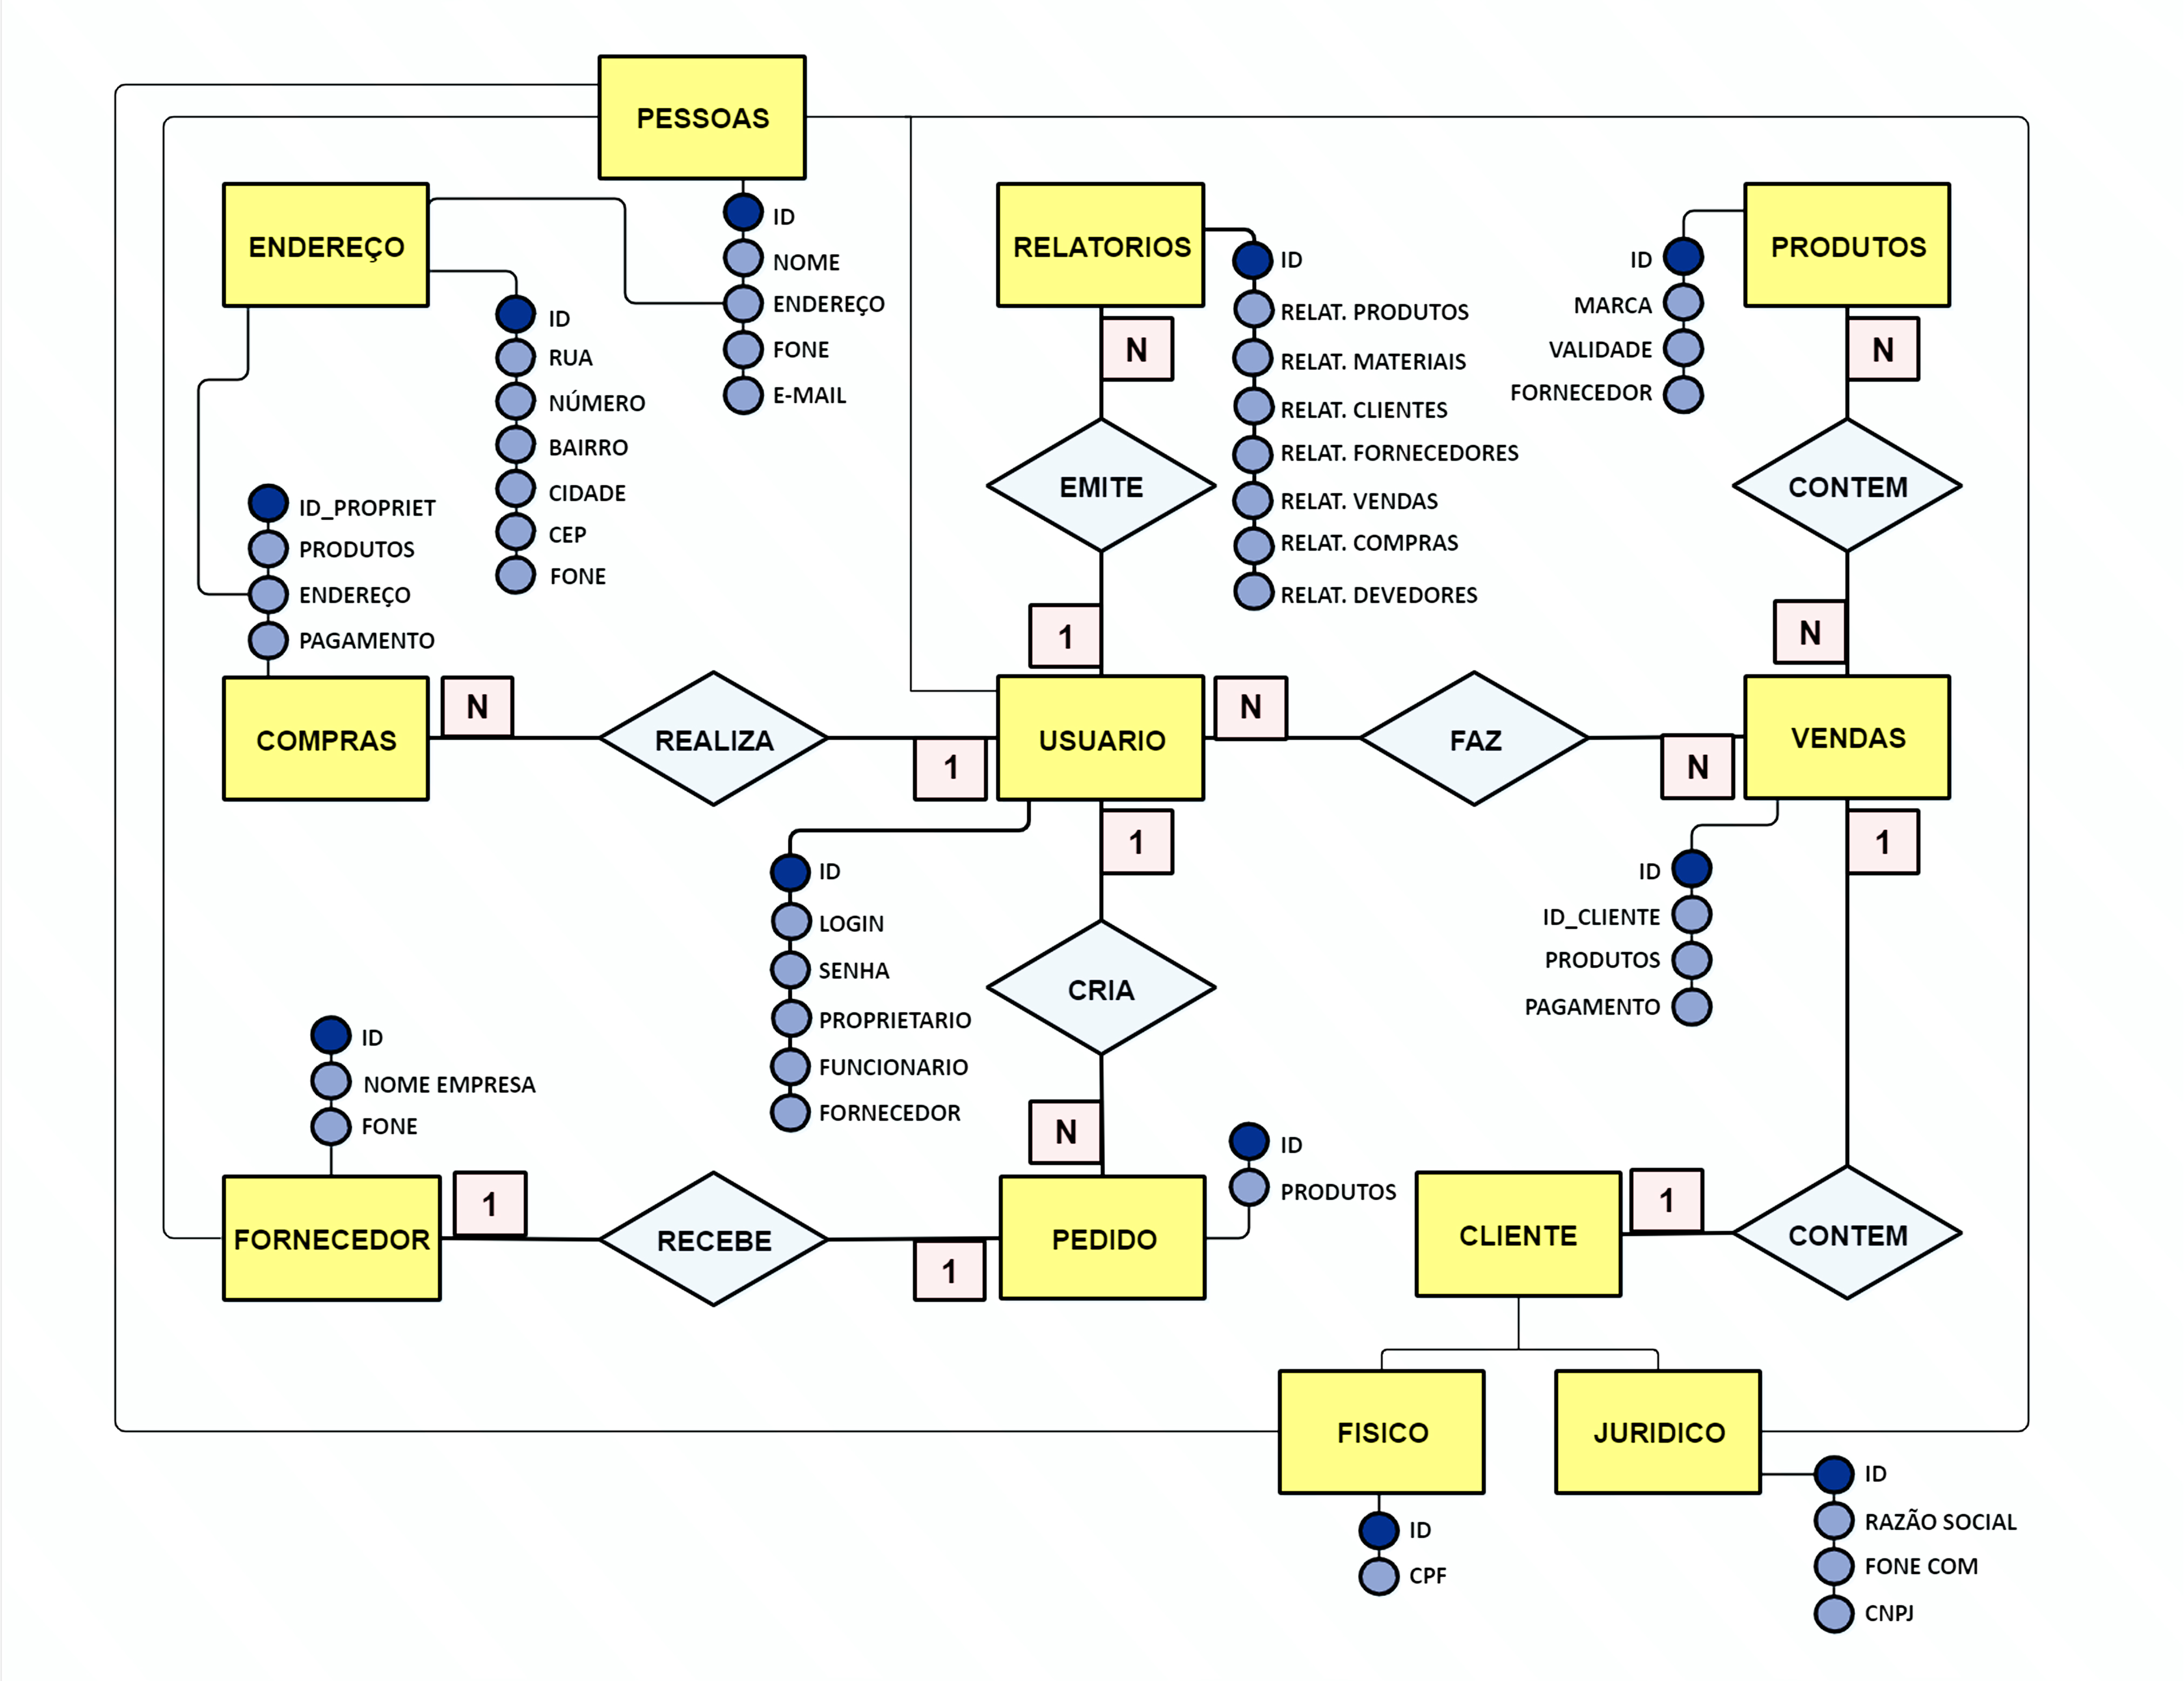 PESSOAS
ID
NOME
ENDEREÇO
FONE
E-MAIL
ENDEREÇO
ID
RUA
NÚMERO
BAIRRO
CIDADE
CEP
FONE
RELATORIOS
ID
RELAT. PRODUTOS
RELAT. MATERIAIS
RELAT. CLIENTES
RELAT. FORNECEDORES
RELAT. VENDAS
RELAT. COMPRAS
RELAT. DEVEDORES
PRODUTOS
ID
MARCA
VALIDADE
FORNECEDOR
N
EMITE
1
N
CONTEM
N
ID_PROPRIET
PRODUTOS
ENDEREÇO
PAGAMENTO
COMPRAS
N
REALIZA
1
USUARIO
N
FAZ
N
VENDAS
ID
LOGIN
SENHA
PROPRIETARIO
FUNCIONARIO
FORNECEDOR
1
CRIA
N
ID
ID_CLIENTE
PRODUTOS
PAGAMENTO
1
ID
NOME EMPRESA
FONE
FORNECEDOR
1
RECEBE
1
PEDIDO
ID
PRODUTOS
CLIENTE
1
CONTEM
FISICO
ID
CPF
JURIDICO
ID
RAZÃO SOCIAL
FONE COM
CNPJ